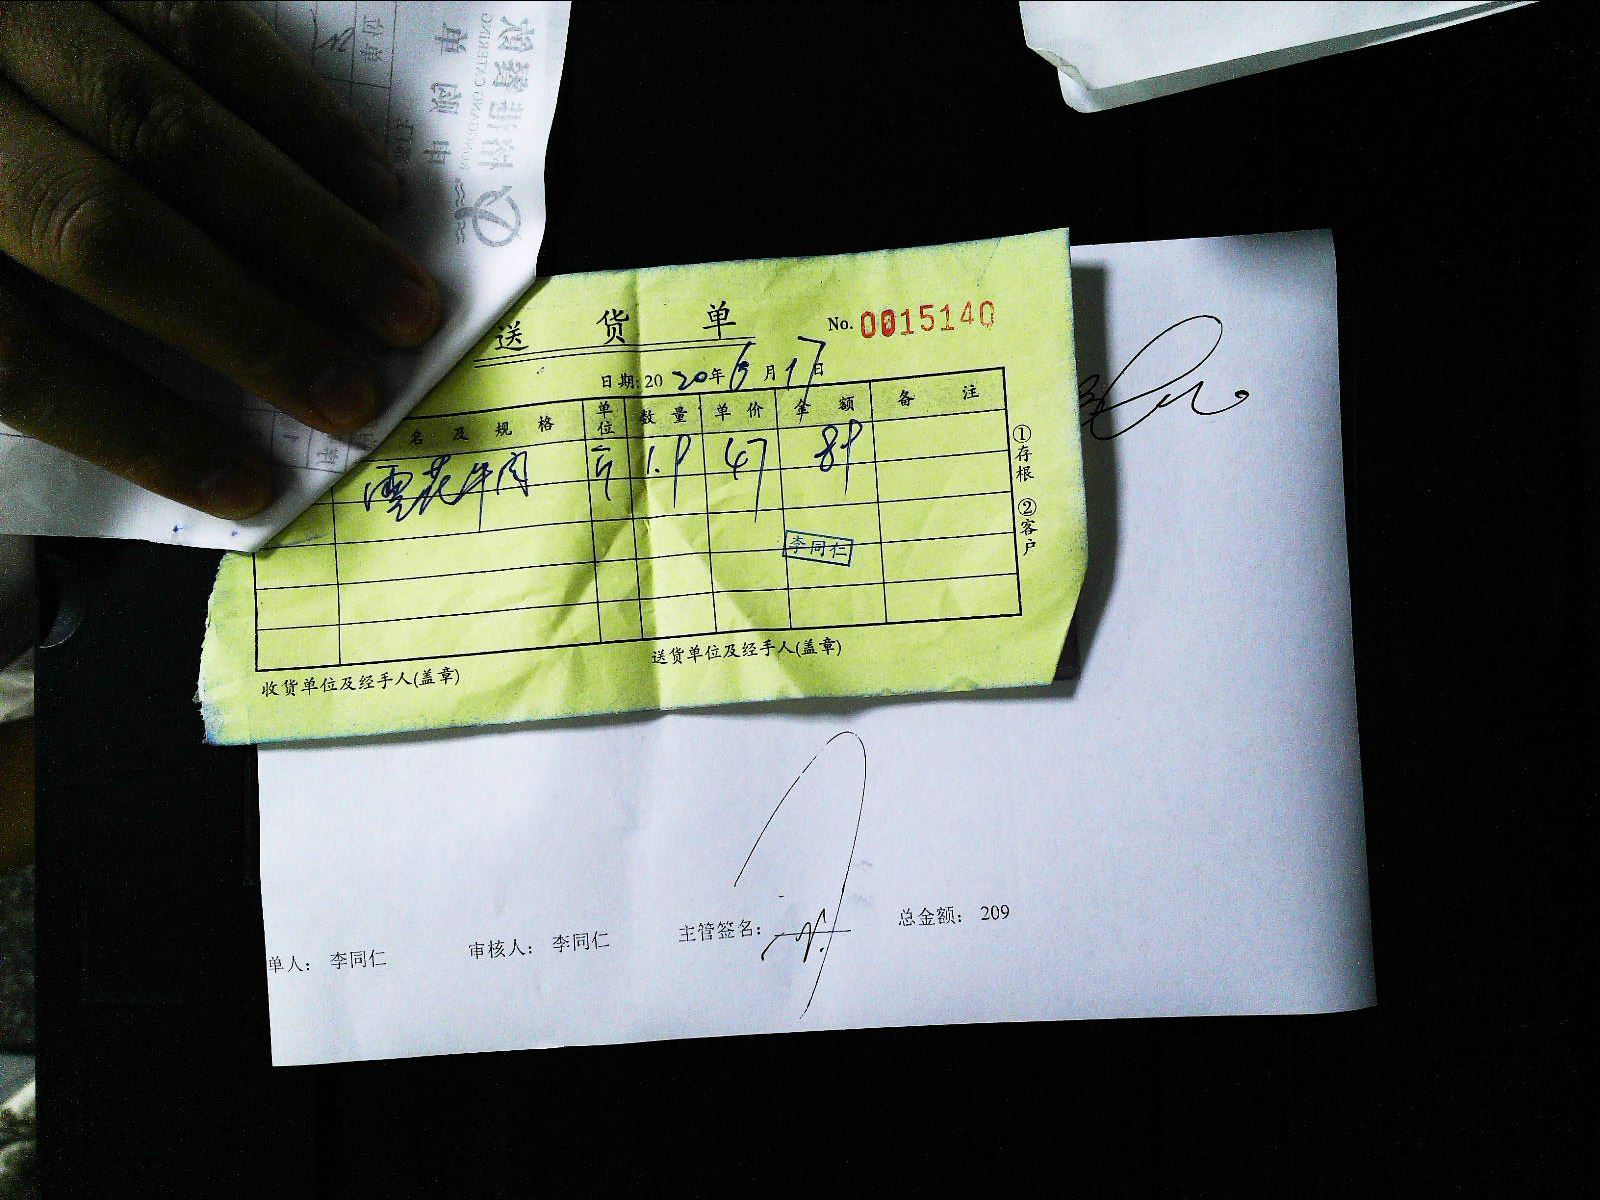 送 货 单
No. 0015140
日期: 20 20 年 6 月 17 日
名 及 规 格 单位 数 量 单 价 金 额 备 注
雪花牛肉 斤 1.9 47 89
李同仁
①存根 ②客户
收货单位及经手人(盖章) 送货单位及经手人(盖章)
单人: 李同仁 审核人: 李同仁 主管签名: 总金额: 209